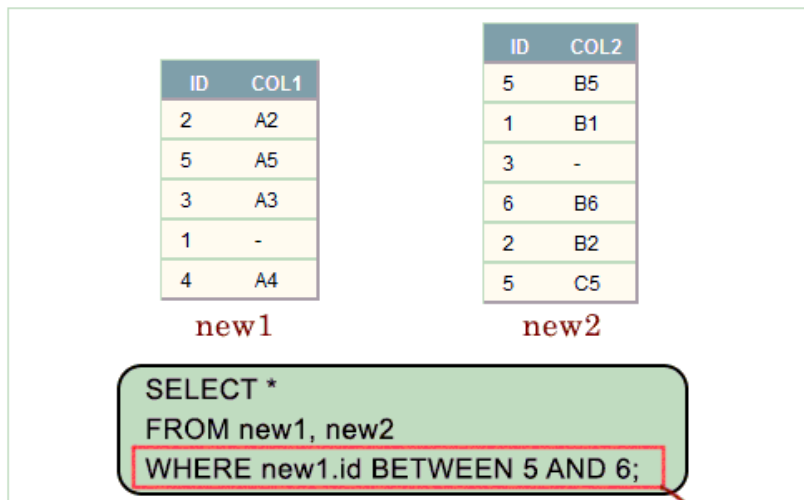 ID COL1
2 A2
5 A5
3 A3
1 -
4 A4
new1
ID COL2
5 B5
1 B1
3 -
6 B6
2 B2
5 C5
new2
SELECT *
FROM new1, new2
WHERE new1.id BETWEEN 5 AND 6;